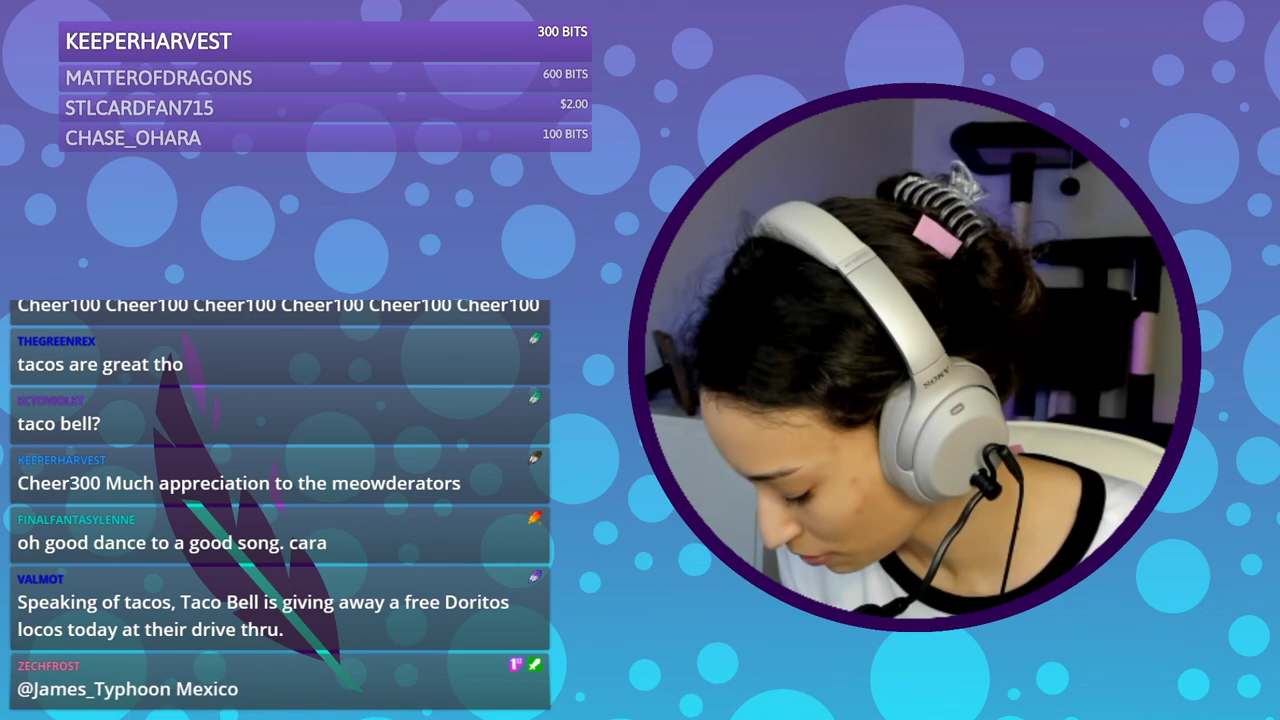 KEEPERHARVEST 300 BITS
MATTEROFDRAGONS 600 BITS
STLCARDFAN715 $2.00
CHASE_OHARA 100 BITS
Cheer100 Cheer100 Cheer100 Cheer100 Cheer100 Cheer100
THEGREENREX
tacos are great tho
taco bell?
KEEPERHARVEST
Cheer300 Much appreciation to the meowderators
FINALFANTASYLENNE
oh good dance to a good song. cara
VALMOT
Speaking of tacos, Taco Bell is giving away a free Doritos
locos today at their drive thru.
ZECHFROST
@James_Typhoon Mexico
SONY